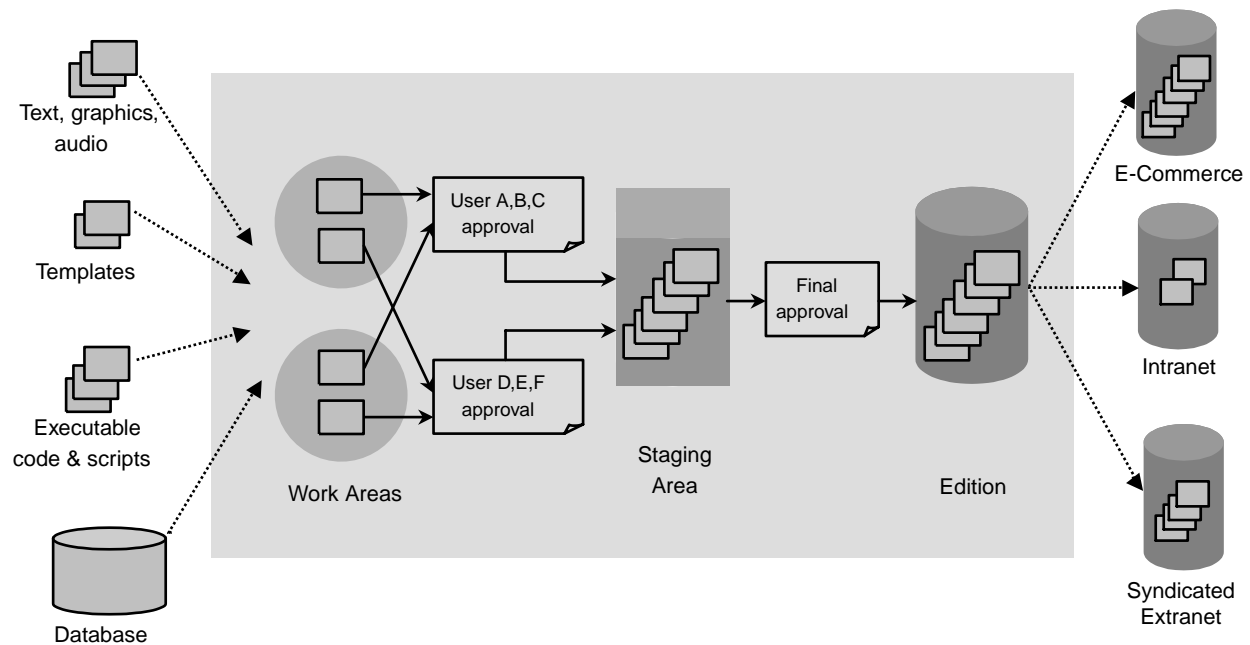 Text, graphics,
audio
Templates
Executable
code & scripts
Database
Work Areas
User A,B,C
approval
User D,E,F
approval
Staging
Area
Final
approval
Edition
E-Commerce
Intranet
Syndicated
Extranet